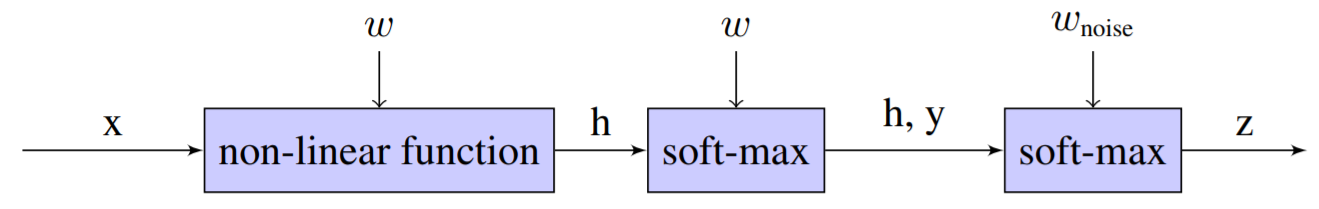 w w w_noise
x h h, y z
non-linear function soft-max soft-max